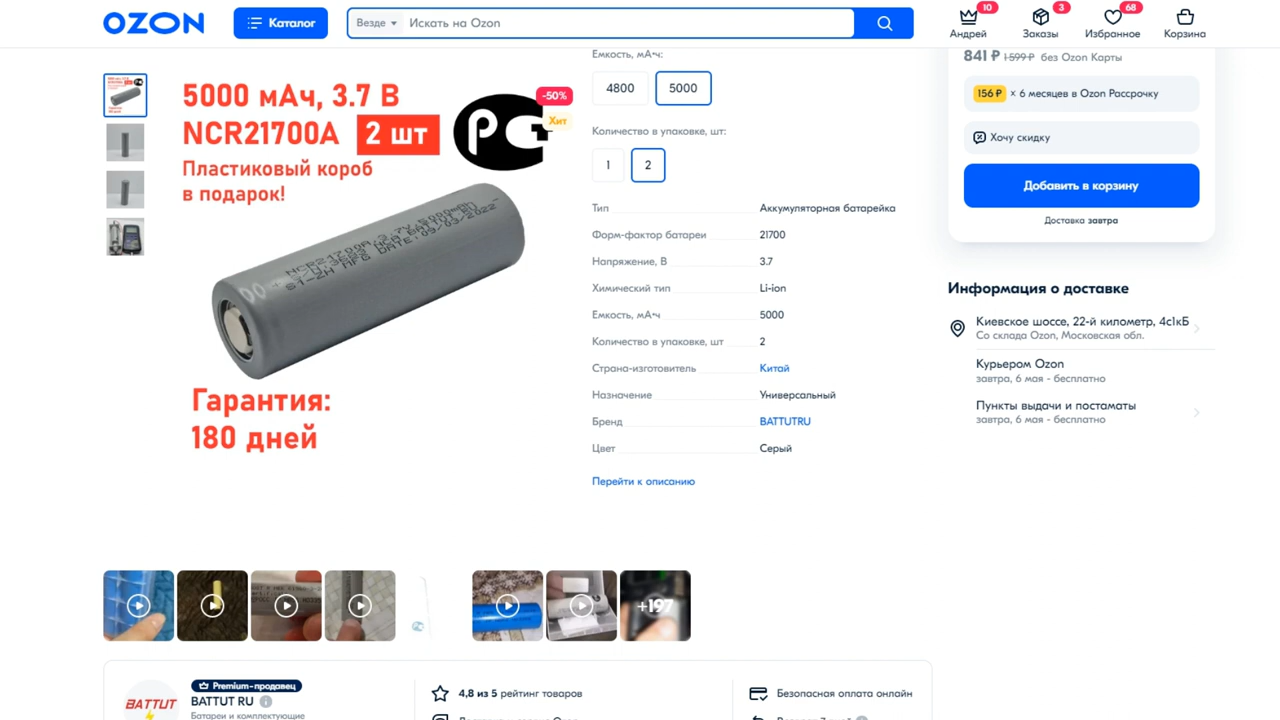 OZON
Каталог
Везде
Искать на Ozon
10
Андрей
3
Заказы
68
Избранное
Корзина
5000 мАч, 3.7 В
NCR21700A 2 шт
Пластиковый короб
в подарок!
-50%
Хит
Гарантия:
180 дней
Емкость, мА•ч:
4800
5000
Количество в упаковке, шт:
1
2
Тип Аккумуляторная батарейка
Форм-фактор батареи 21700
Напряжение, В 3.7
Химический тип Li-ion
Емкость, мА•ч 5000
Количество в упаковке, шт 2
Страна-изготовитель Китай
Назначение Универсальный
Бренд BATTUTRU
Цвет Серый
Перейти к описанию
841 ₽ 1 599 ₽ без Ozon Карты
156 ₽ × 6 месяцев в Ozon Рассрочку
Хочу скидку
Добавить в корзину
Доставка завтра
Информация о доставке
Киевское шоссе, 22-й километр, 4с1кБ
Со склада Ozon, Московская обл.
Курьером Ozon
завтра, 6 мая - бесплатно
Пункты выдачи и постаматы
завтра, 6 мая - бесплатно
+197
BATTUT
Premium-продавец
BATTUT RU
Батареи и комплектующие
4,8 из 5 рейтинг товаров
Безопасная оплата онлайн